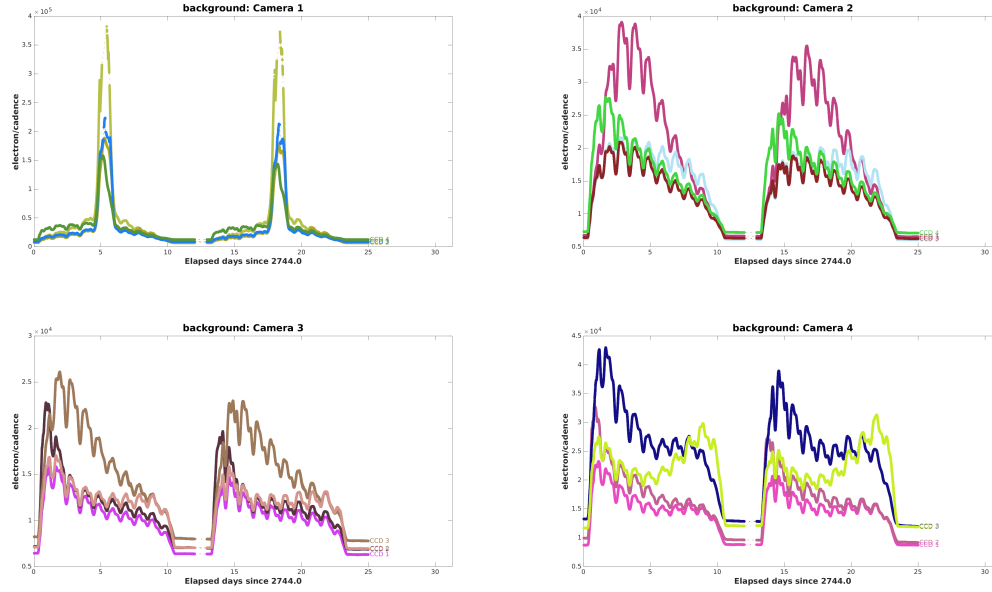 background: Camera 1
×10^5
4
3.5
3
2.5
2
1.5
1
0.5
0
electron/cadence
0 5 10 15 20 25 30
Elapsed days since 2744.0
background: Camera 2
×10^4
4
3.5
3
2.5
2
1.5
1
0.5
electron/cadence
CCD 4
CCD 3
0 5 10 15 20 25 30
Elapsed days since 2744.0
background: Camera 3
×10^4
3
2.5
2
1.5
1
0.5
electron/cadence
CCD 3
CCD 1
0 5 10 15 20 25 30
Elapsed days since 2744.0
background: Camera 4
×10^4
4.5
4
3.5
3
2.5
2
1.5
1
0.5
electron/cadence
CCD 3
CCD 2
CCD 1
0 5 10 15 20 25 30
Elapsed days since 2744.0